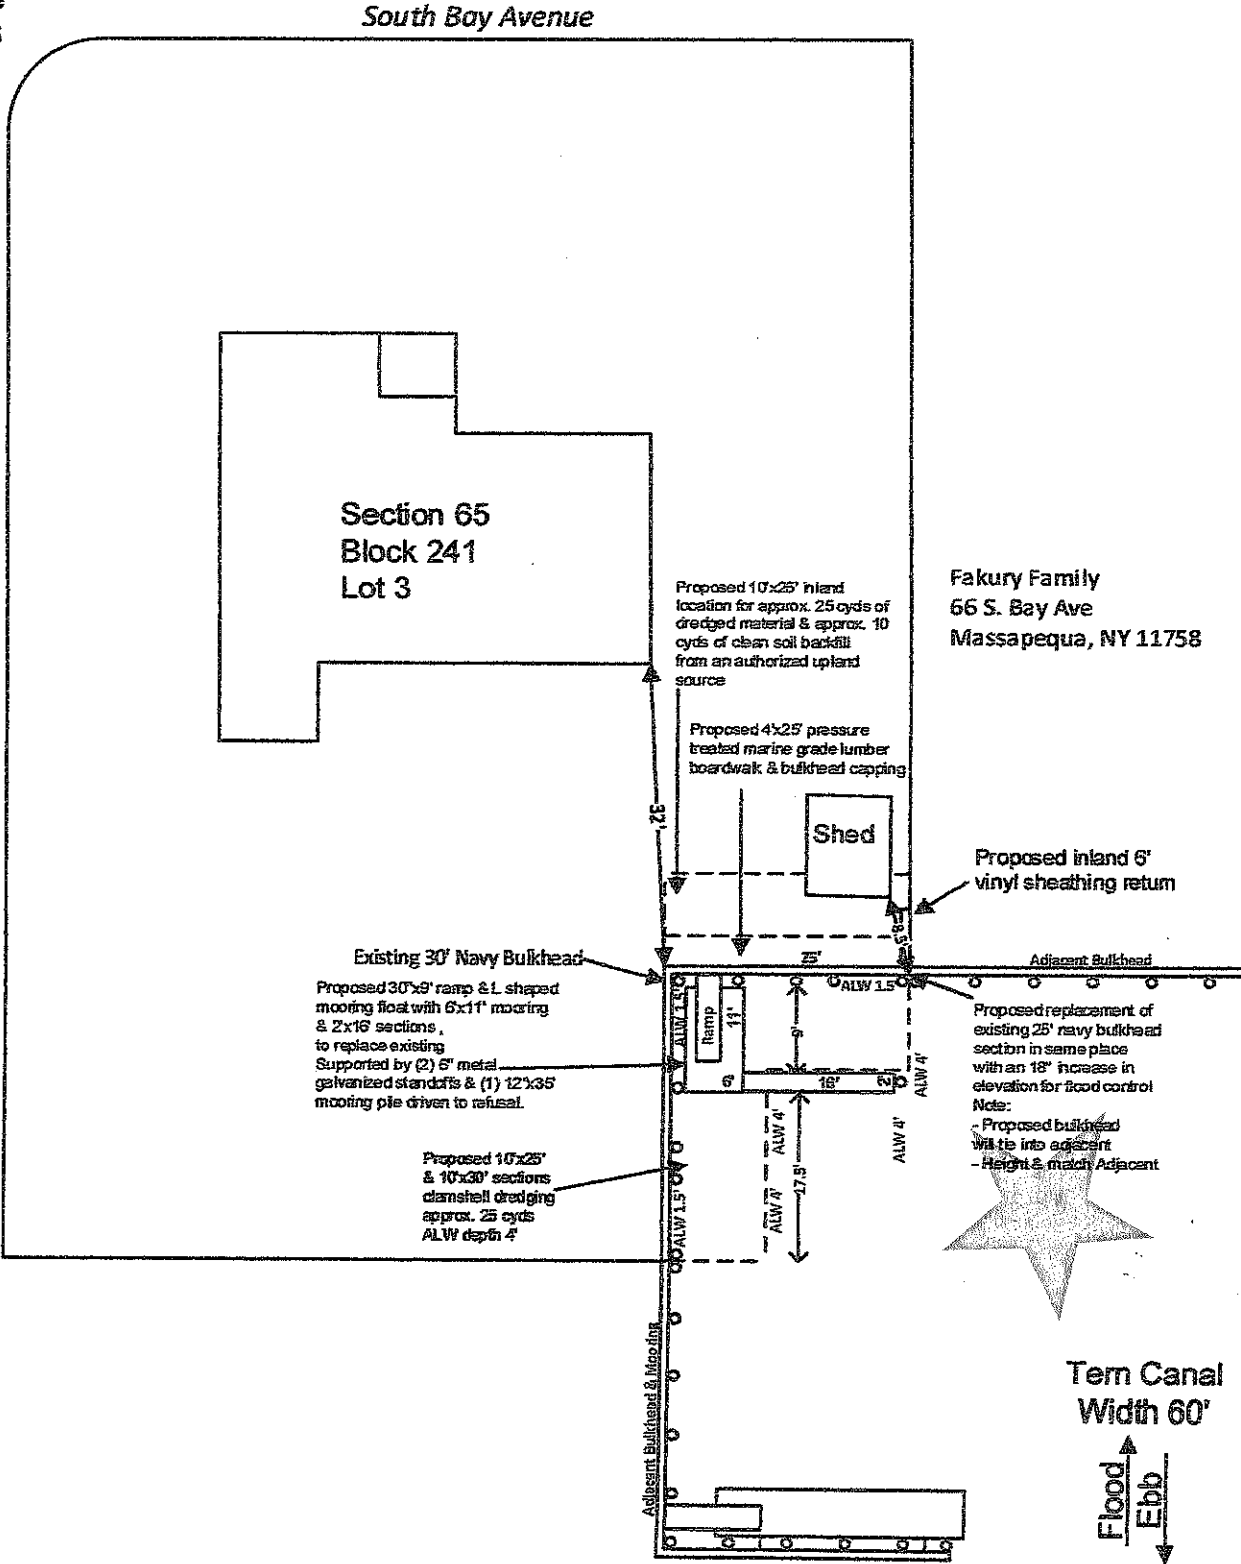 South Bay Avenue
Section 65
Block 241
Lot 3
Fakury Family
66 S. Bay Ave
Massapequa, NY 11758
Proposed 10'x25' inland
location for approx. 25 cyds of
dredged material & approx. 10
cyds of clean soil backfill
from an authorized upland
source
Proposed 4'x25' pressure
treated marine grade lumber
boardwalk & bulkhead capping
32'
Shed
Proposed inland 6'
vinyl sheathing return
8.5'
Existing 30' Navy Bulkhead
25'
Adjacent Bulkhead
Proposed 30'x9' ramp & L shaped
mooring float with 6'x11' mooring
& 2'x16' sections,
to replace existing
Supported by (2) 6" metal
galvanized standoffs & (1) 12"x35'
mooring pile driven to refusal.
ALW 1.5'
Ramp
11'
9'
ALW 1.5'
6'
16'
2'
ALW 4'
ALW 4'
Proposed replacement of
existing 25' navy bulkhead
section in same place
with an 18" increase in
elevation for flood control
Note:
- Proposed bulkhead
will tie into adjacent
- Height & match Adjacent
Proposed 10'x25'
& 10'x30' sections
clamshell dredging
approx. 25 cyds
ALW depth 4'
ALW 1.5'
ALW 4'
ALW 4'
17.5'
Adjacent Bulkhead & Mooring
Tern Canal
Width 60'
Flood
Ebb